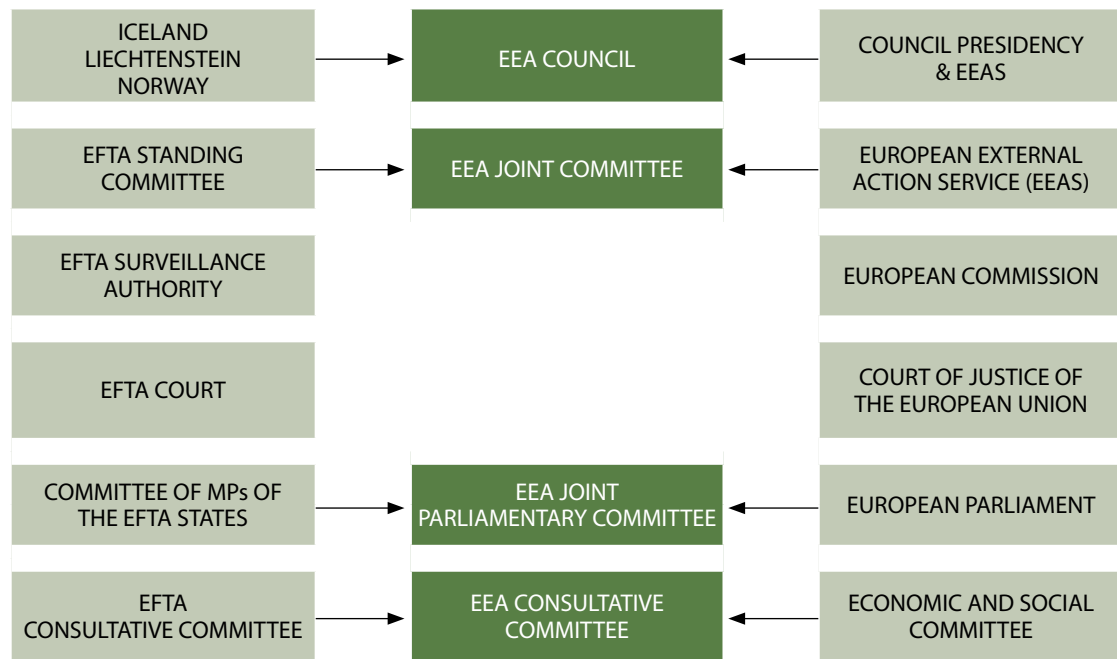 ICELAND
LIECHTENSTEIN
NORWAY
EEA COUNCIL
COUNCIL PRESIDENCY
& EEAS
EFTA STANDING
COMMITTEE
EEA JOINT COMMITTEE
EUROPEAN EXTERNAL
ACTION SERVICE (EEAS)
EFTA SURVEILLANCE
AUTHORITY
EUROPEAN COMMISSION
EFTA COURT
COURT OF JUSTICE OF
THE EUROPEAN UNION
COMMITTEE OF MPs OF
THE EFTA STATES
EEA JOINT
PARLIAMENTARY COMMITTEE
EUROPEAN PARLIAMENT
EFTA
CONSULTATIVE COMMITTEE
EEA CONSULTATIVE
COMMITTEE
ECONOMIC AND SOCIAL
COMMITTEE